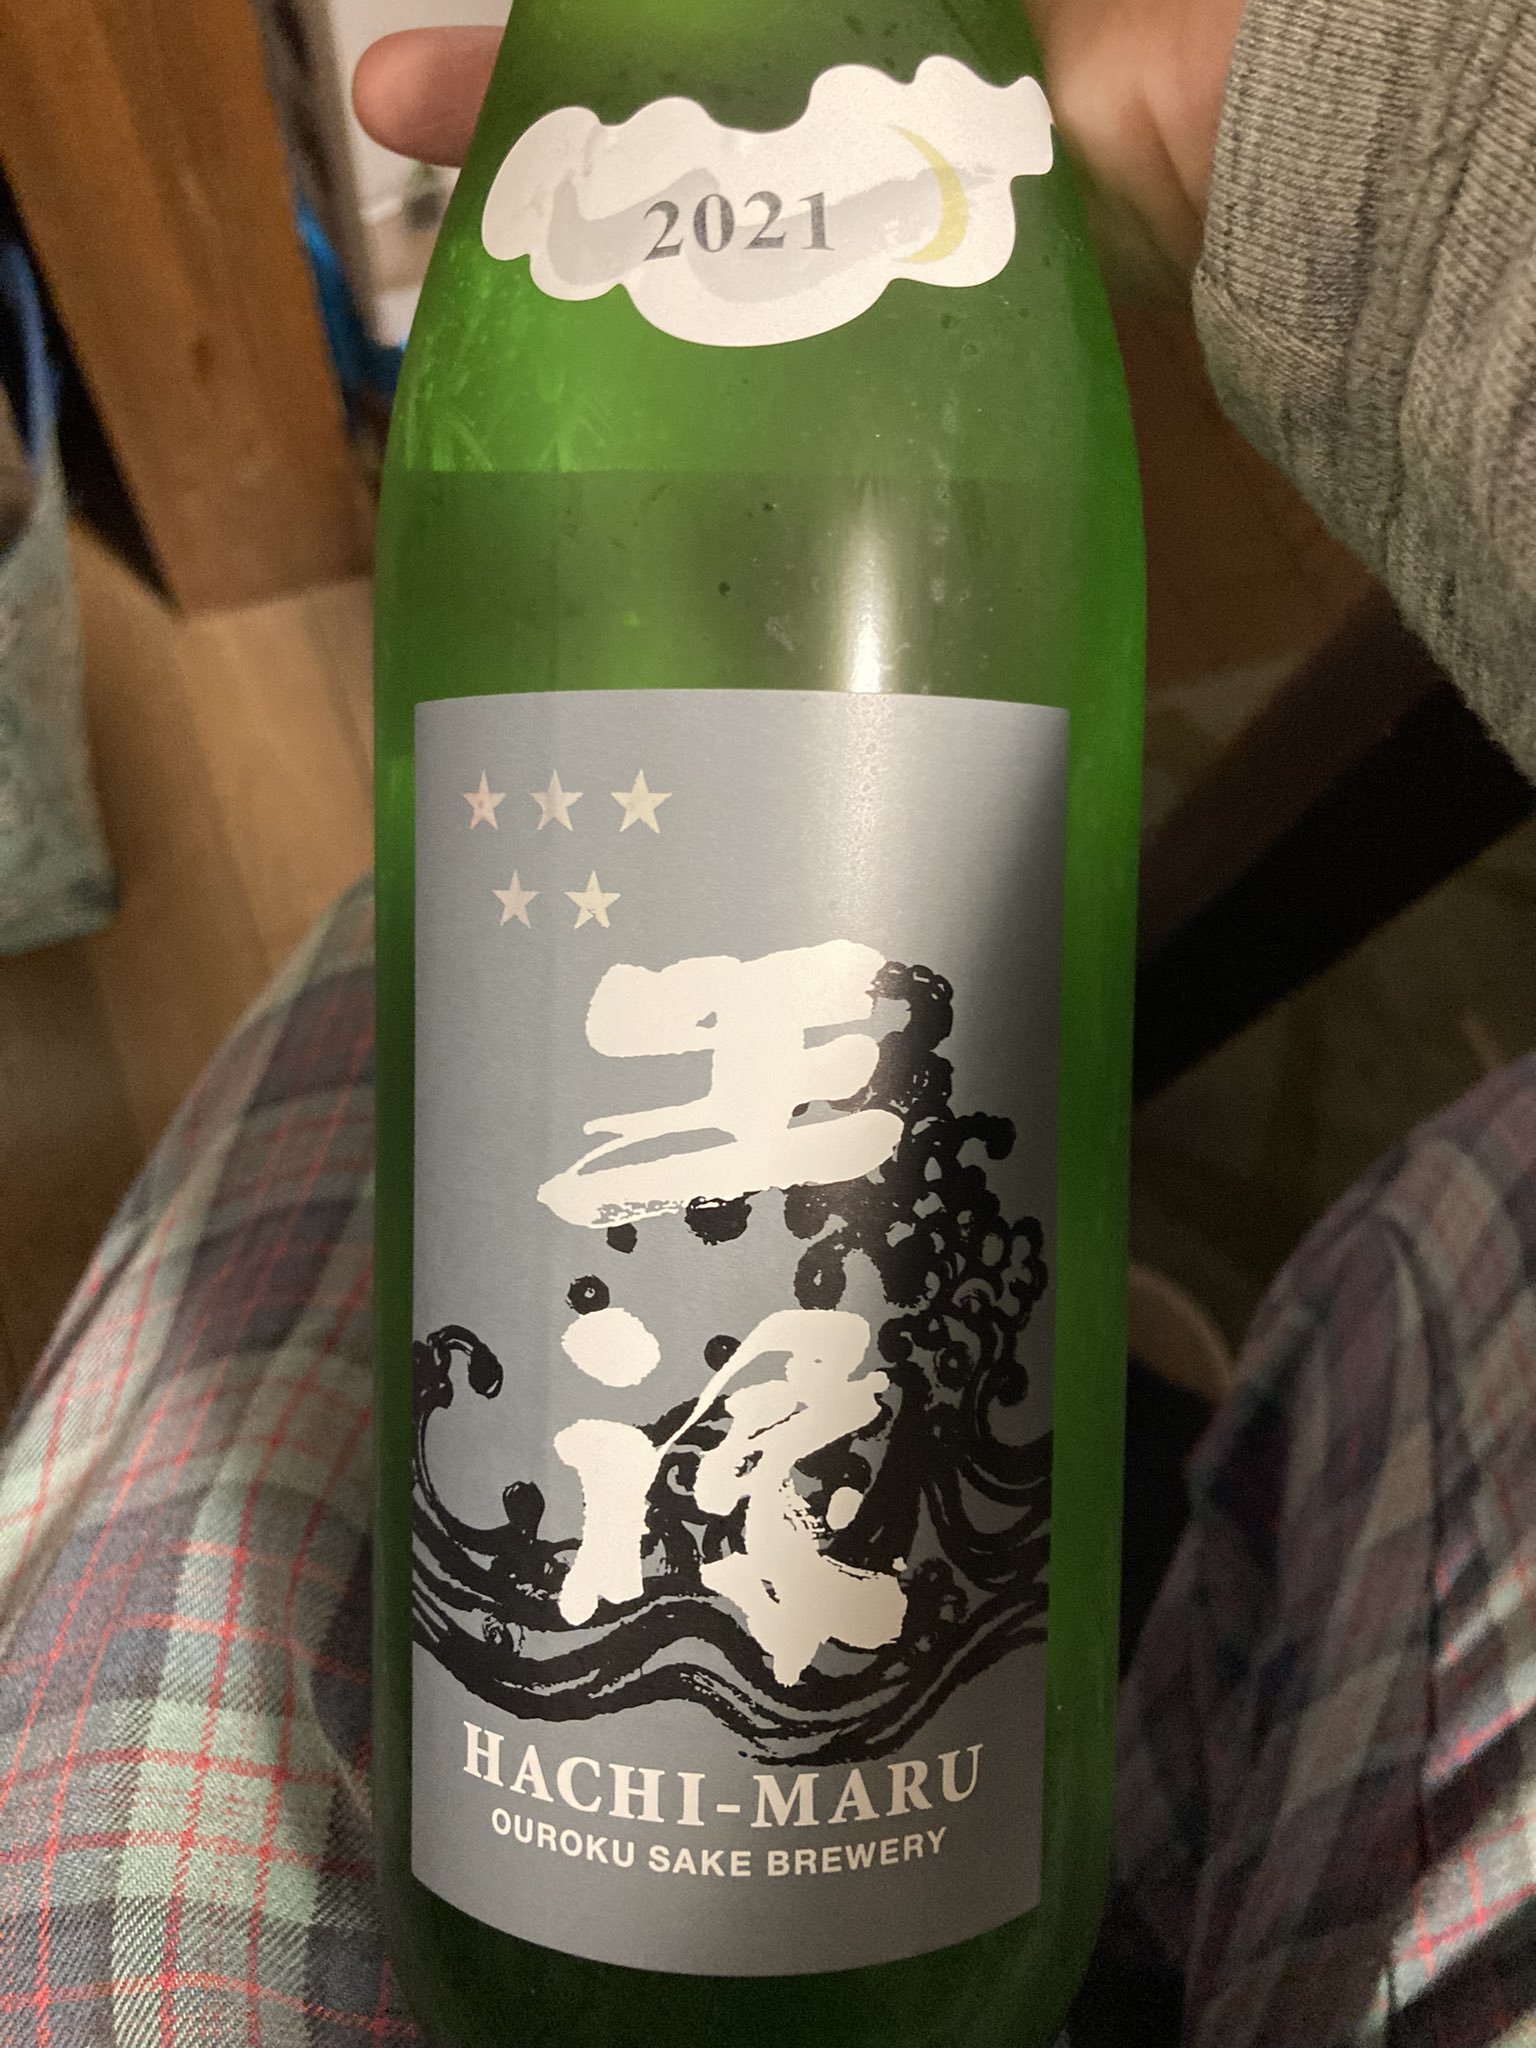 2021
王祿
HACHI-MARU
OUROKU SAKE BREWERY